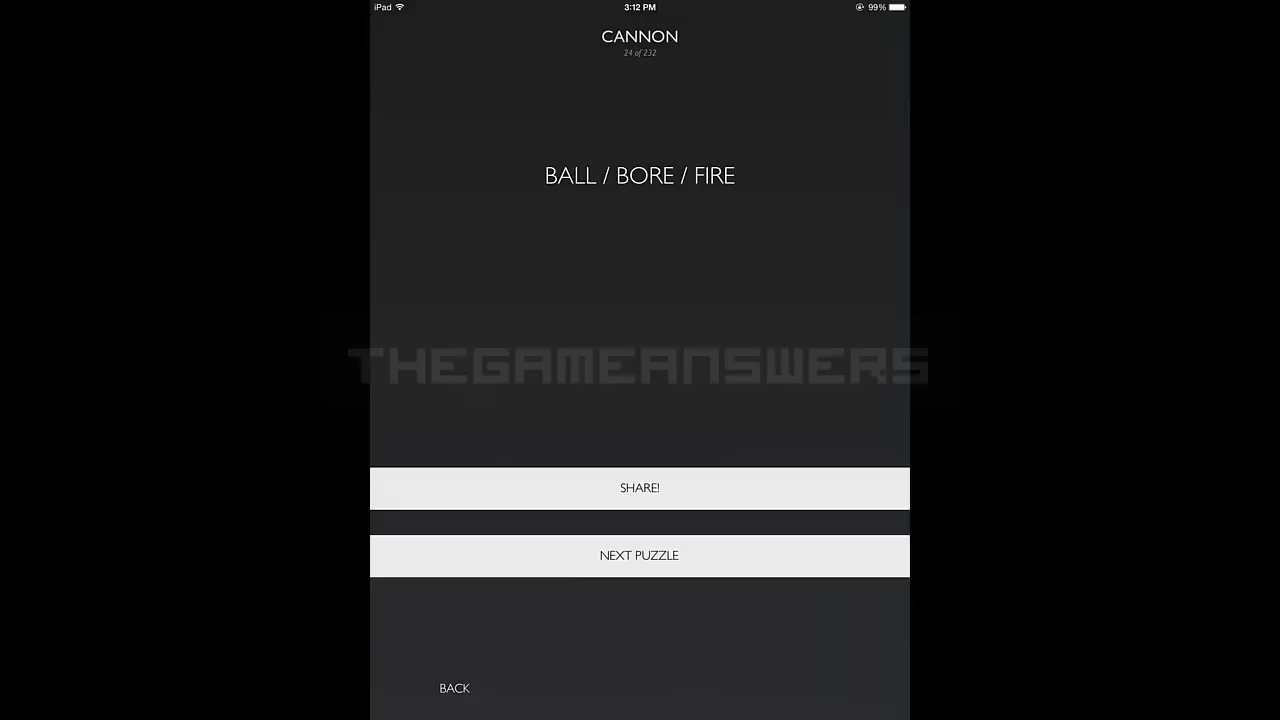 iPad 3:12 PM 99%
CANNON
24 of 232
BALL / BORE / FIRE
THEGAMEANSWERS
SHARE!
NEXT PUZZLE
BACK